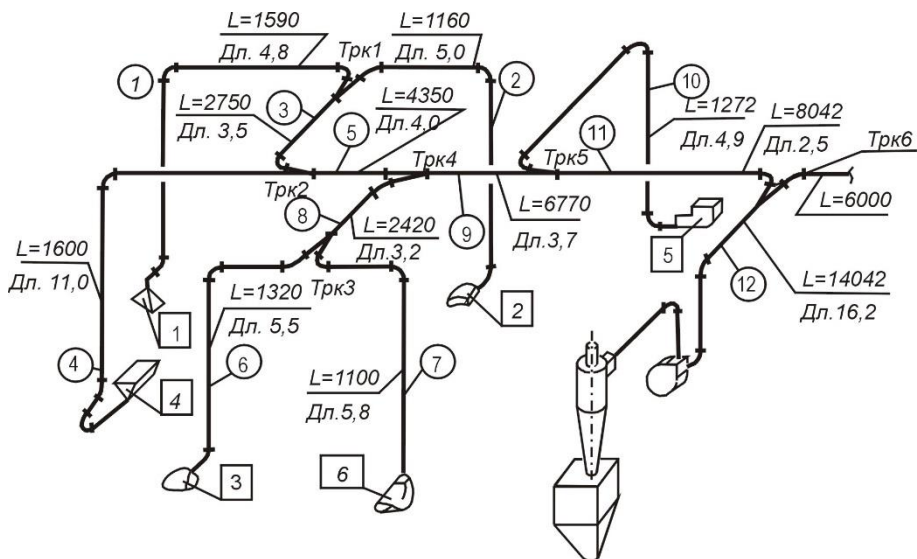 L=1590
Дл. 4,8
Трк1
L=1160
Дл. 5,0
1
2
10
L=2750
Дл. 3,5
3
L=4350
Дл.4,0
5
11
L=1272
Дл.4,9
L=8042
Дл.2,5
Трк6
Трк2
Трк4
Трк5
L=6000
8
9
L=1600
Дл. 11,0
L=2420
Дл.3,2
L=6770
Дл.3,7
5
12
L=14042
Дл.16,2
Трк3
1
2
L=1320
Дл. 5,5
4
4
6
L=1100
Дл.5,8
7
3
6